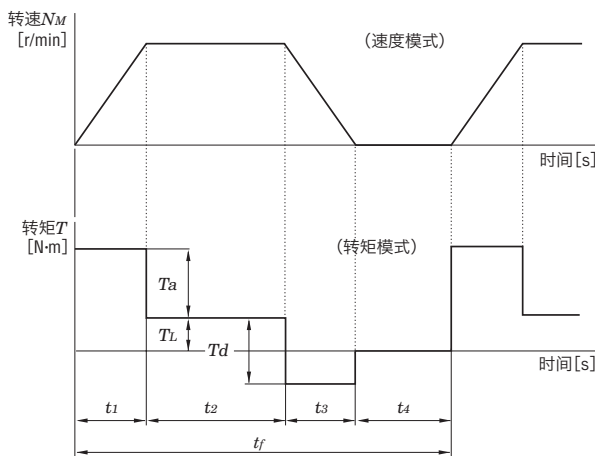 转速NM
[r/min]
(速度模式)
时间[s]
转矩T
[N·m]
(转矩模式)
Ta
TL
Td
时间[s]
t1
t2
t3
t4
tf